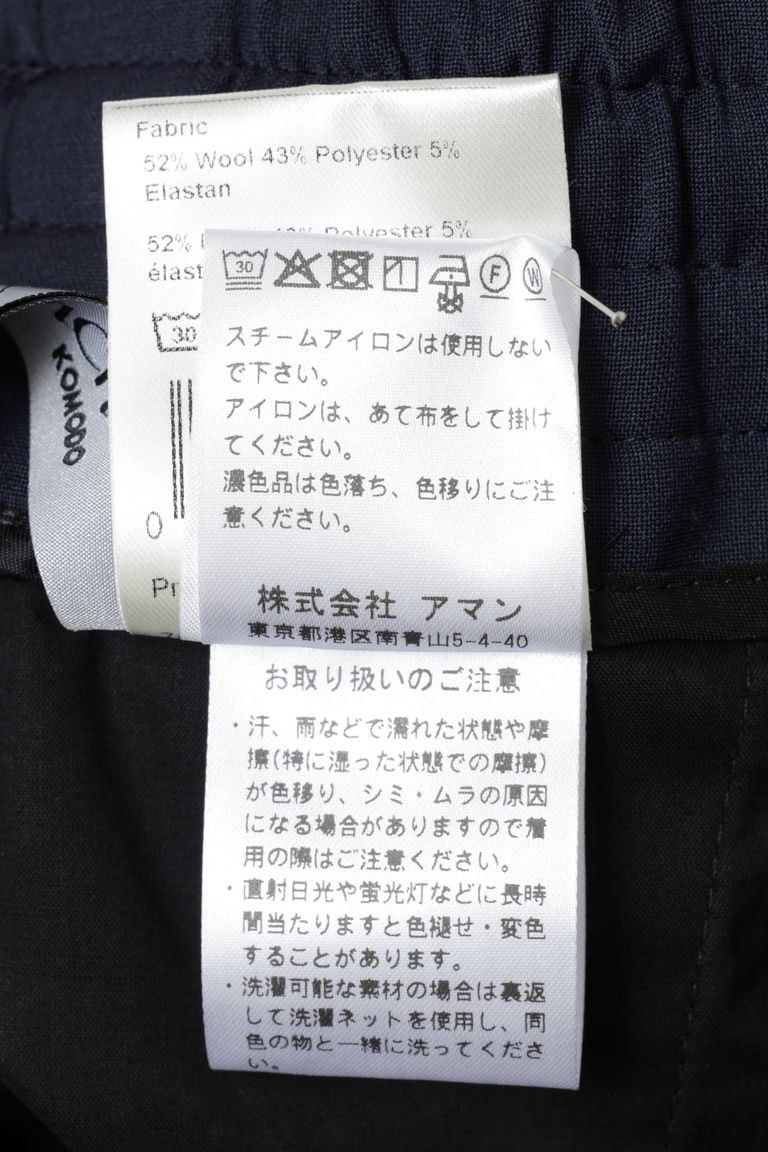 Fabric
52% Wool 43% Polyester 5%
Elastan
52%
Polyester 5%
élast
30
30
F
W
スチームアイロンは使用しない
で下さい。
アイロンは、あて布をして掛け
てください。
濃色品は色落ち、色移りにご注
意ください。
KOMODO
0
Pr
株式会社 アマン
東京都港区南青山5-4-40
お取り扱いのご注意
・汗、雨などで濡れた状態や摩
擦(特に湿った状態での摩擦)
が色移り、シミ・ムラの原因
になる場合がありますので着
用の際はご注意ください。
・直射日光や蛍光灯などに長時
間当たりますと色褪せ・変色
することがあります。
・洗濯可能な素材の場合は裏返
して洗濯ネットを使用し、同
色の物と一緒に洗ってくださ
い。